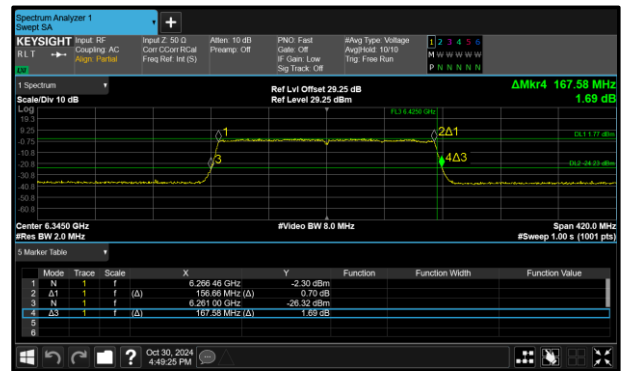 Spectrum Analyzer 1
Swept SA
+
KEYSIGHT Input: RF Input Z: 50 Ω Atten: 10 dB PNO: Fast #Avg Type: Voltage 1 2 3 4 5 6
RLT Coupling: AC Corr CCorr RCal Preamp: Off Gate: Off Avg|Hold: 10/10 M W W W W W
Align: Partial Freq Ref: Int (S) IF Gain: Low Trig: Free Run P N N N N N
Sig Track: Off
1 Spectrum Ref Lvl Offset 29.25 dB ΔMkr4 167.58 MHz
Scale/Div 10 dB Ref Level 29.25 dBm 1.69 dB
Log
19.3 FL3 6.4250 GHz
9.25 1 2Δ1
-0.75 DL1 1.77 dBm
-10.8
-20.8 3 4Δ3 DL2 -24.23 dBm
-30.8
-40.8
-50.8
-60.8
Center 6.3450 GHz #Video BW 8.0 MHz Span 420.0 MHz
#Res BW 2.0 MHz #Sweep 1.00 s (1001 pts)
5 Marker Table
Mode Trace Scale X Y Function Function Width Function Value
1 N 1 f 6.266 46 GHz -2.30 dBm
2 Δ1 1 f (Δ) 156.66 MHz (Δ) 0.70 dB
3 N 1 f 6.261 00 GHz -26.32 dBm
4 Δ3 1 f (Δ) 167.58 MHz (Δ) 1.69 dB
5
6
? Oct 30, 2024
4:49:25 PM